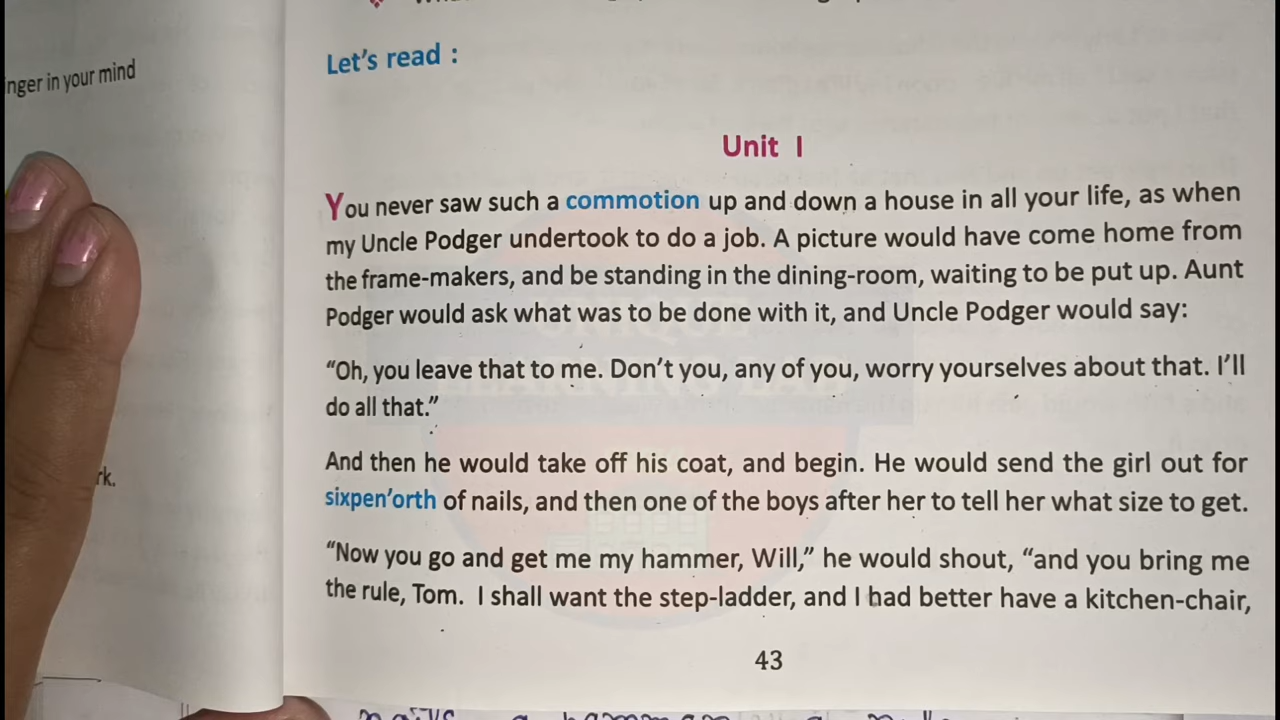 inger in your mind
rk.
Let's read :
Unit I
You never saw such a commotion up and down a house in all your life, as when
my Uncle Podger undertook to do a job. A picture would have come home from
the frame-makers, and be standing in the dining-room, waiting to be put up. Aunt
Podger would ask what was to be done with it, and Uncle Podger would say:
“Oh, you leave that to me. Don’t you, any of you, worry yourselves about that. I’ll
do all that.”
And then he would take off his coat, and begin. He would send the girl out for
sixpen’orth of nails, and then one of the boys after her to tell her what size to get.
“Now you go and get me my hammer, Will,” he would shout, “and you bring me
the rule, Tom. I shall want the step-ladder, and I had better have a kitchen-chair,
43